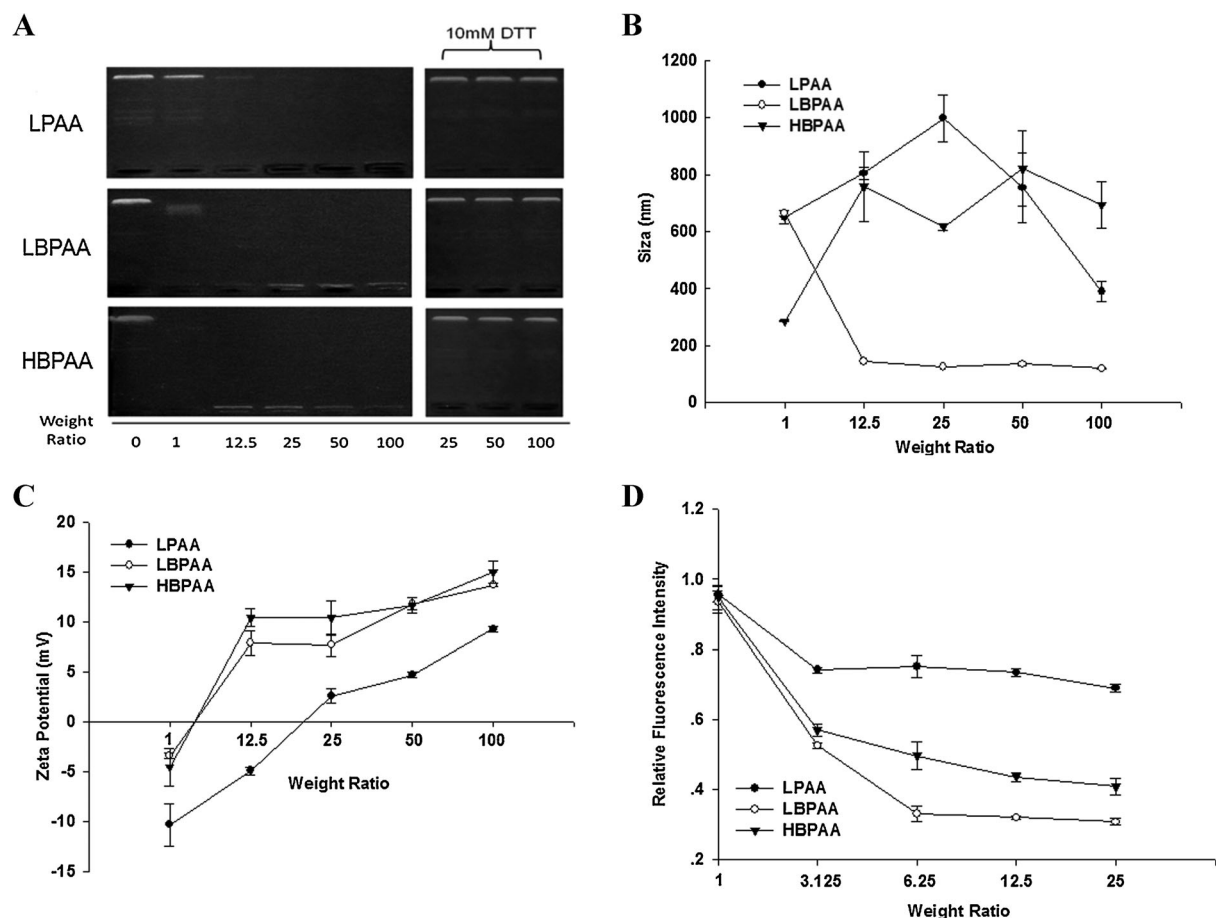 A
10mM DTT
LPAA
LBPAA
HBPAA
Weight
Ratio
0 1 12.5 25 50 100 25 50 100
B
1200
1000
800
600
400
200
0
Siza (nm)
LPAA
LBPAA
HBPAA
1 12.5 25 50 100
Weight Ratio
C
20
15
10
5
0
-5
-10
-15
Zeta Potential (mV)
LPAA
LBPAA
HBPAA
1 12.5 25 50 100
Weight Ratio
D
1.2
1.0
.8
.6
.4
.2
Relative Fluorescence Intensity
LPAA
LBPAA
HBPAA
1 3.125 6.25 12.5 25
Weight Ratio